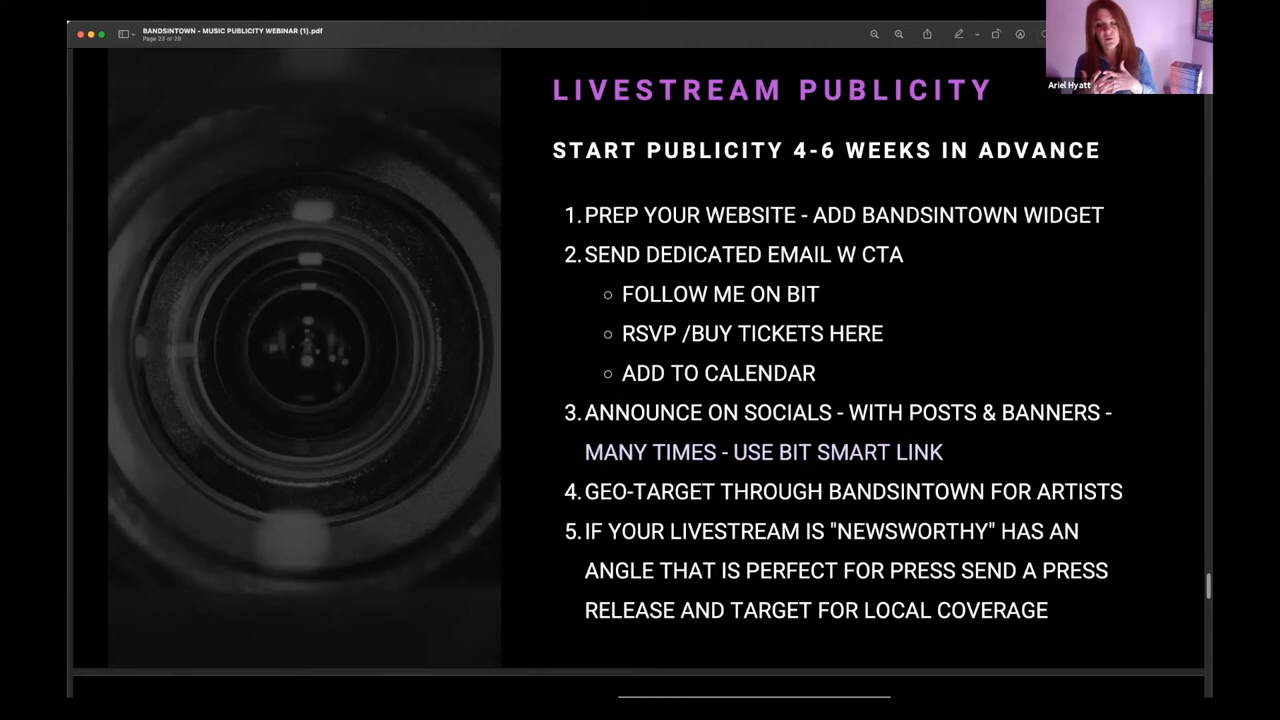 BANDSINTOWN - MUSIC PUBLICITY WEBINAR (1).pdf
Page 23 of 29
Ariel Hyatt
LIVESTREAM PUBLICITY
START PUBLICITY 4-6 WEEKS IN ADVANCE
1. PREP YOUR WEBSITE - ADD BANDSINTOWN WIDGET
2. SEND DEDICATED EMAIL W CTA
○ FOLLOW ME ON BIT
○ RSVP /BUY TICKETS HERE
○ ADD TO CALENDAR
3. ANNOUNCE ON SOCIALS - WITH POSTS & BANNERS -
MANY TIMES - USE BIT SMART LINK
4. GEO-TARGET THROUGH BANDSINTOWN FOR ARTISTS
5. IF YOUR LIVESTREAM IS "NEWSWORTHY" HAS AN
ANGLE THAT IS PERFECT FOR PRESS SEND A PRESS
RELEASE AND TARGET FOR LOCAL COVERAGE